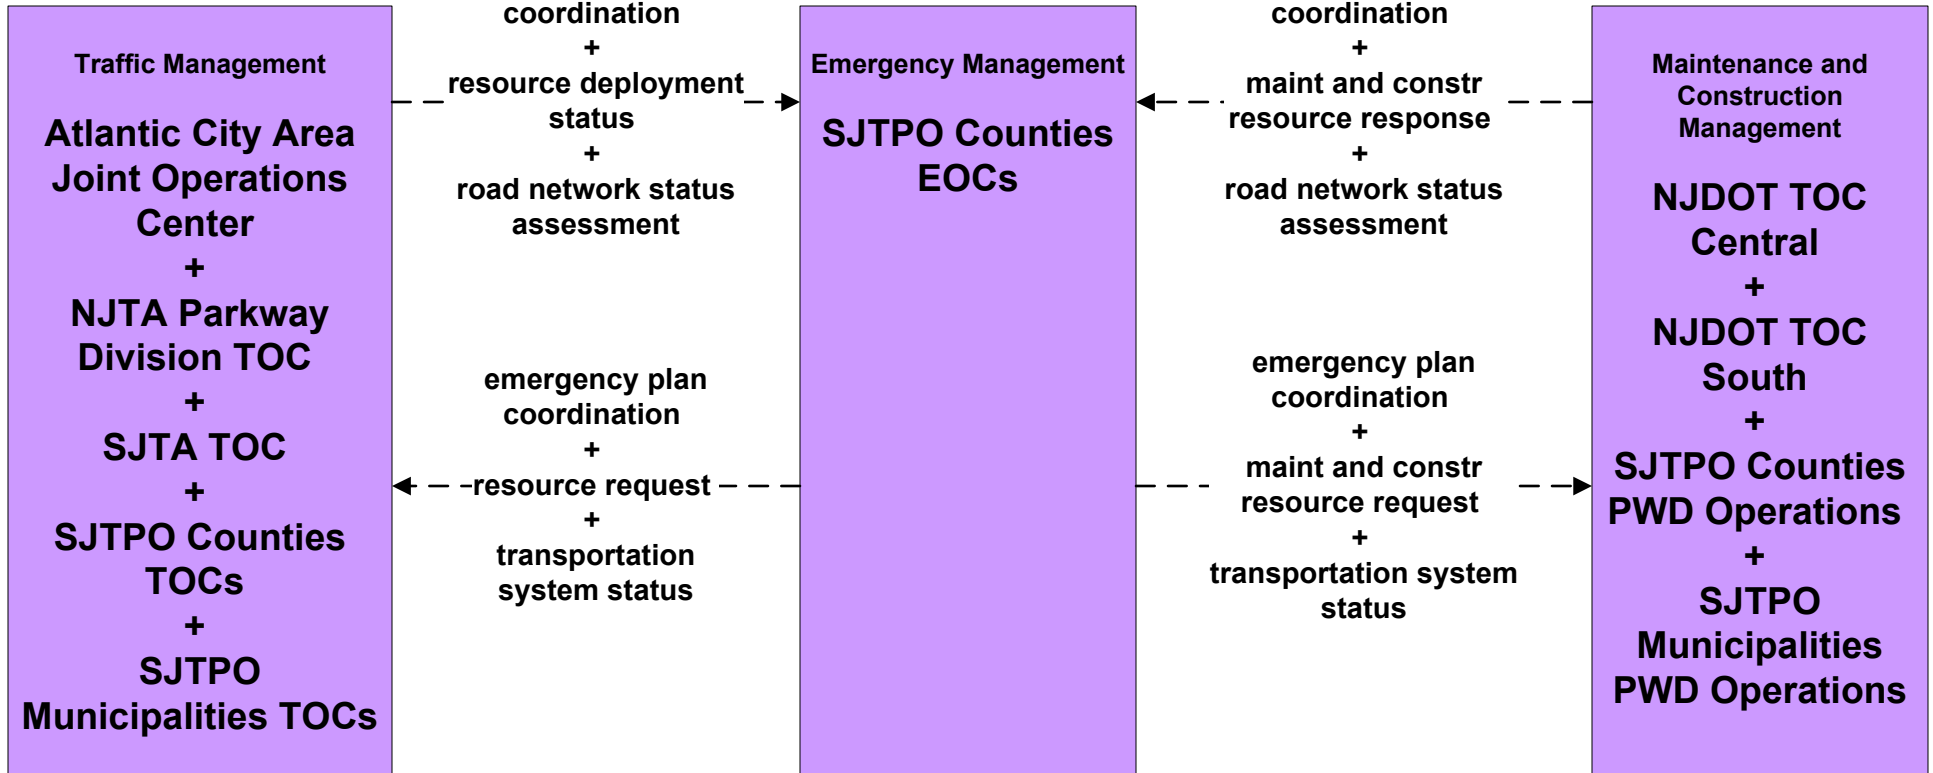 Traffic Management
Atlantic City Area
Joint Operations
Center
+
NJTA Parkway
Division TOC
+
SJTA TOC
+
SJTPO Counties
TOCs
+
SJTPO
Municipalities TOCs
coordination
+
resource deployment
status
+
road network status
assessment
emergency plan
coordination
+
resource request
+
transportation
system status
Emergency Management
SJTPO Counties
EOCs
coordination
+
maint and constr
resource response
+
road network status
assessment
emergency plan
coordination
+
maint and constr
resource request
+
transportation system
status
Maintenance and
Construction
Management
NJDOT TOC
Central
+
NJDOT TOC
South
+
SJTPO Counties
PWD Operations
+
SJTPO
Municipalities
PWD Operations